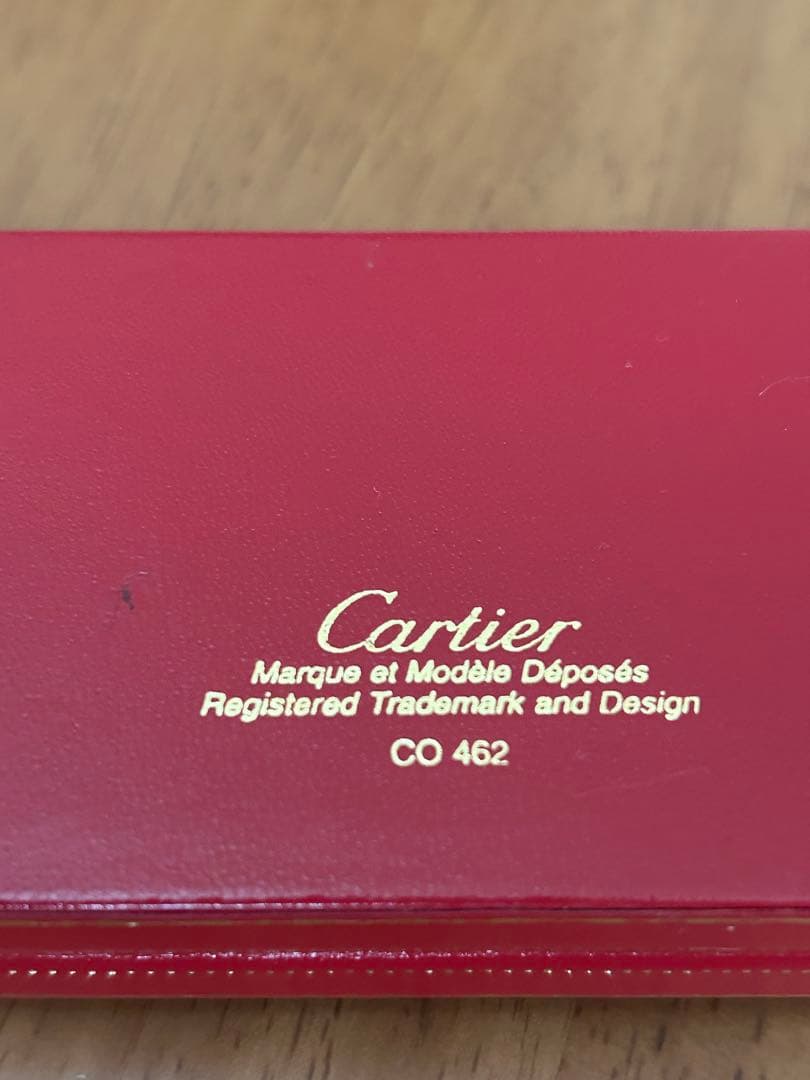 Cartier
Marque et Modèle Déposés
Registered Trademark and Design
CO 462